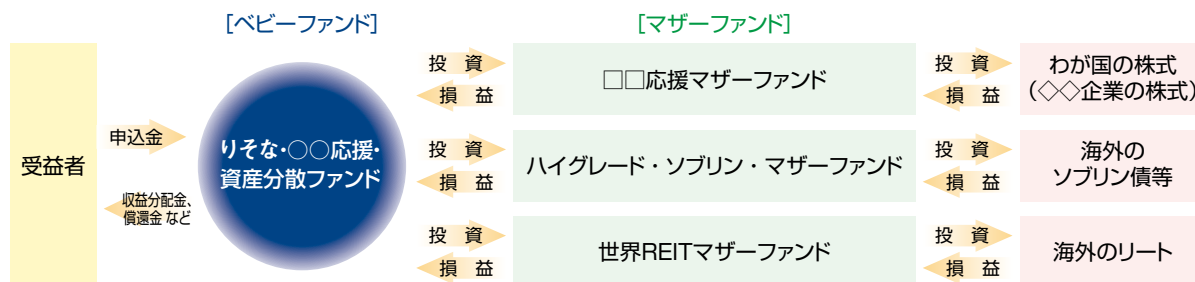 [ベビーファンド]
[マザーファンド]
受益者
申込金
収益分配金、
償還金 など
りそな・○○応援・
資産分散ファンド
投 資
損 益
□□応援マザーファンド
投 資
損 益
わが国の株式
(◇◇企業の株式)
投 資
損 益
ハイグレード・ソブリン・マザーファンド
投 資
損 益
海外の
ソブリン債等
投 資
損 益
世界REITマザーファンド
投 資
損 益
海外のリート